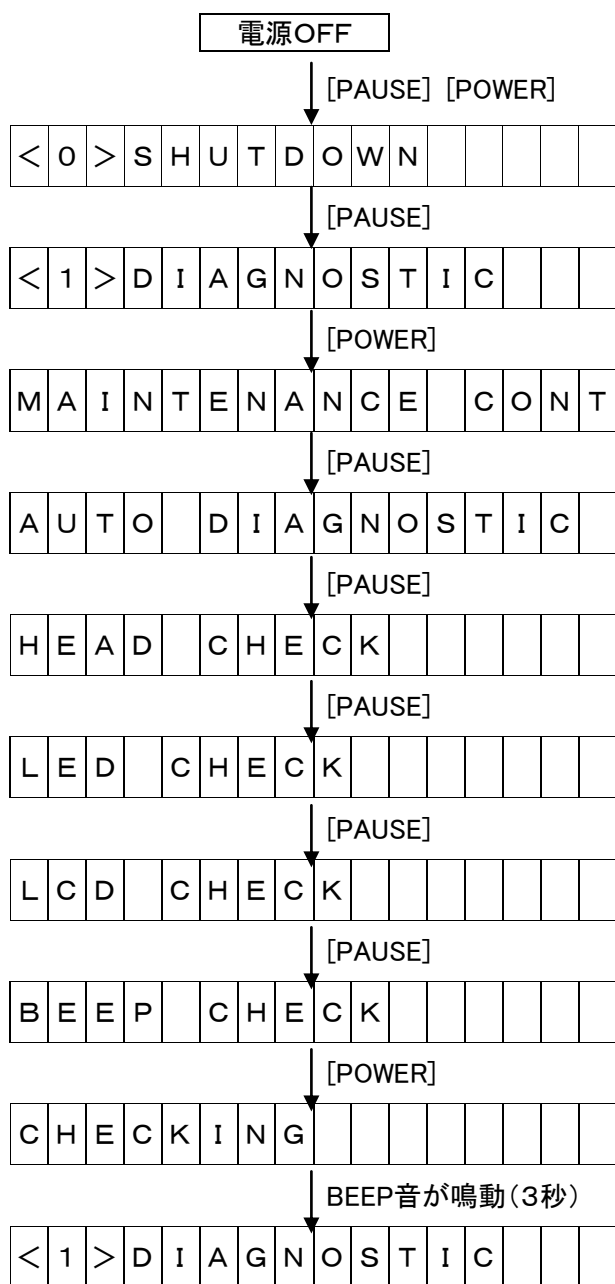 電源OFF
[PAUSE] [POWER]
<0>SHUTDOWN
[PAUSE]
<1>DIAGNOSTIC
[POWER]
MAINTENANCE CONT
[PAUSE]
AUTO DIAGNOSTIC
[PAUSE]
HEAD CHECK
[PAUSE]
LED CHECK
[PAUSE]
LCD CHECK
[PAUSE]
BEEP CHECK
[POWER]
CHECKING
BEEP音が鳴動(3秒)
<1>DIAGNOSTIC